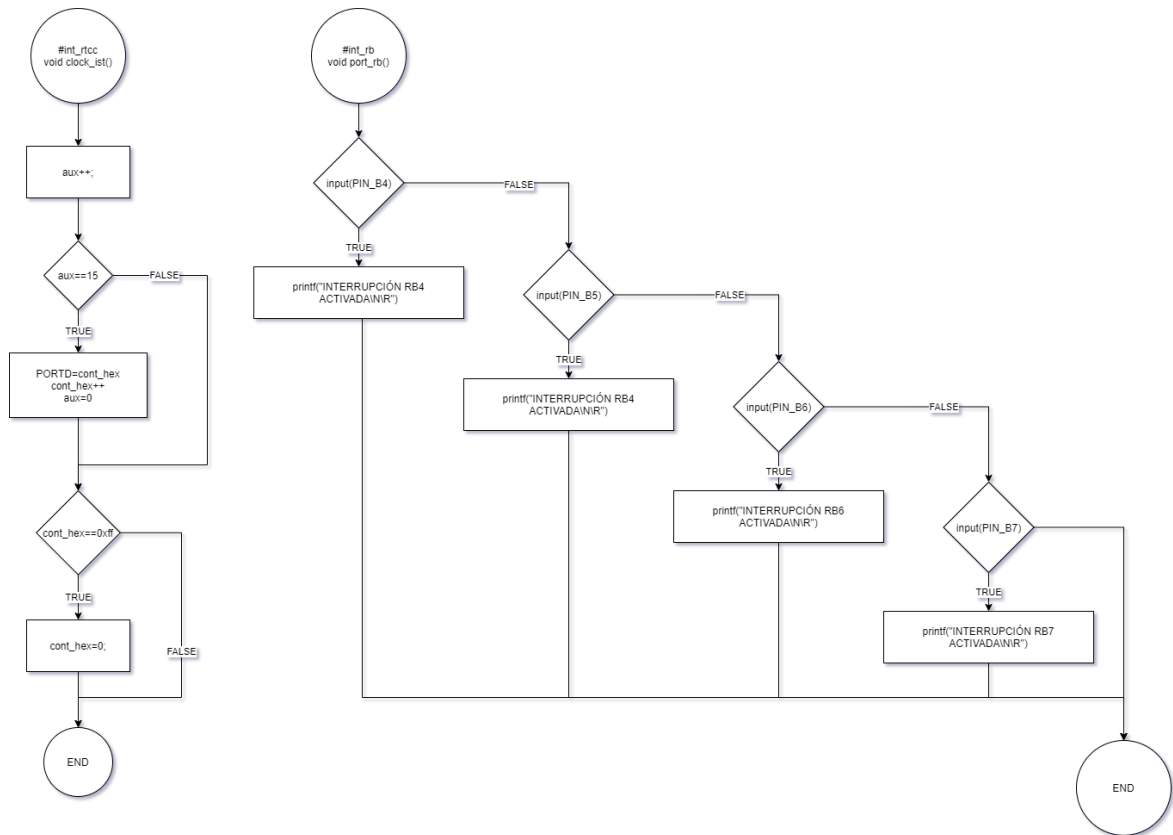 #int_rtcc
void clock_ist()
aux++;
aux==15
FALSE
TRUE
PORTD=cont_hex
cont_hex++
aux=0
cont_hex==0xff
TRUE
FALSE
cont_hex=0;
END
#int_rb
void port_rb()
input(PIN_B4)
FALSE
TRUE
printf("INTERRUPCIÓN RB4
ACTIVADA\N\R")
input(PIN_B5)
FALSE
TRUE
printf("INTERRUPCIÓN RB4
ACTIVADA\N\R")
input(PIN_B6)
FALSE
TRUE
printf("INTERRUPCIÓN RB6
ACTIVADA\N\R")
input(PIN_B7)
TRUE
printf("INTERRUPCIÓN RB7
ACTIVADA\N\R")
END